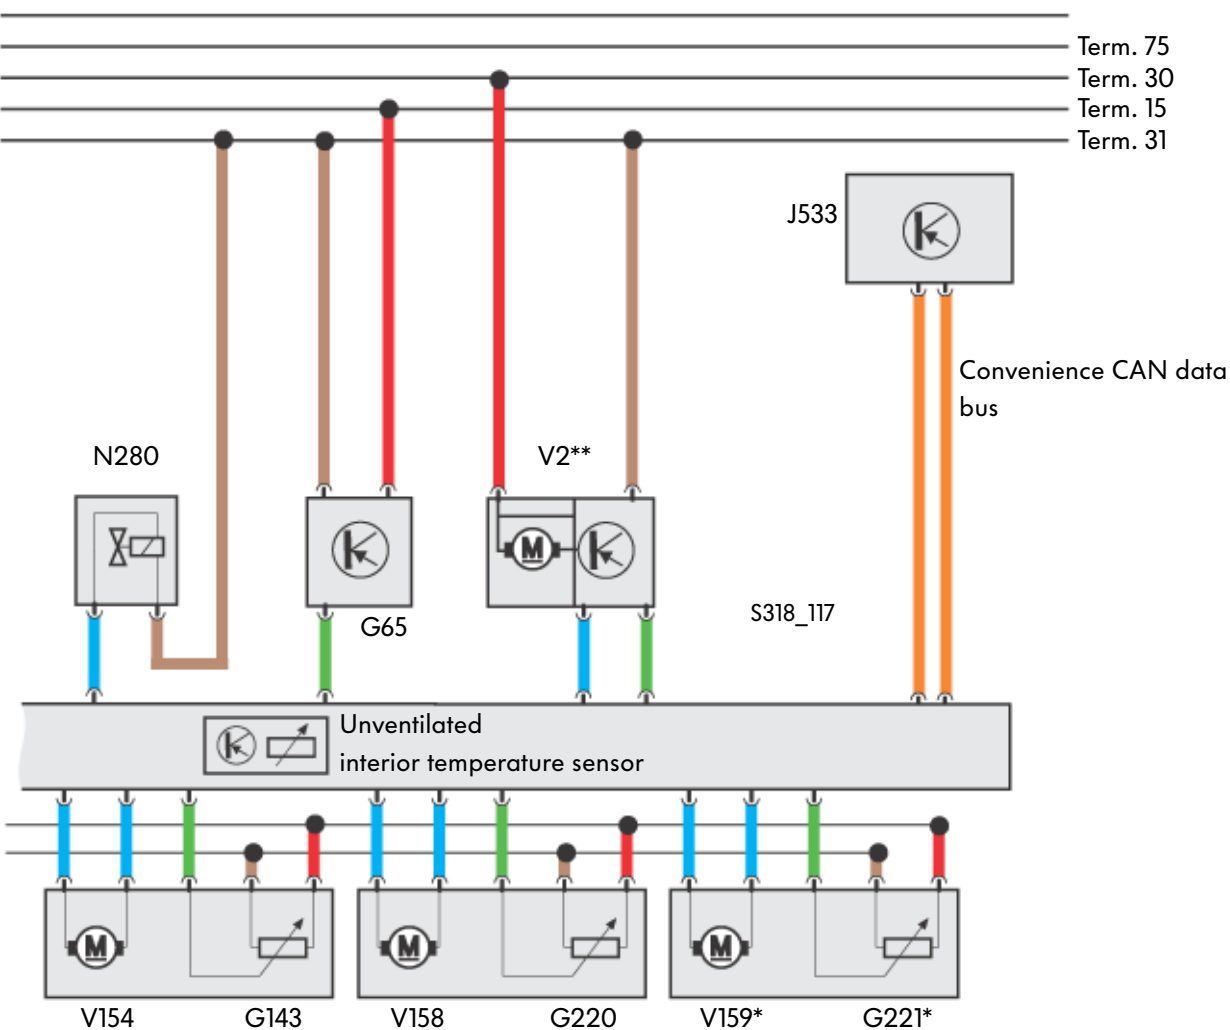 Term. 75
Term. 30
Term. 15
Term. 31
J533
Convenience CAN data
bus
N280
V2**
M
G65
S318_117
Unventilated
interior temperature sensor
M
M
M
V154
G143
V158
G220
V159*
G221*